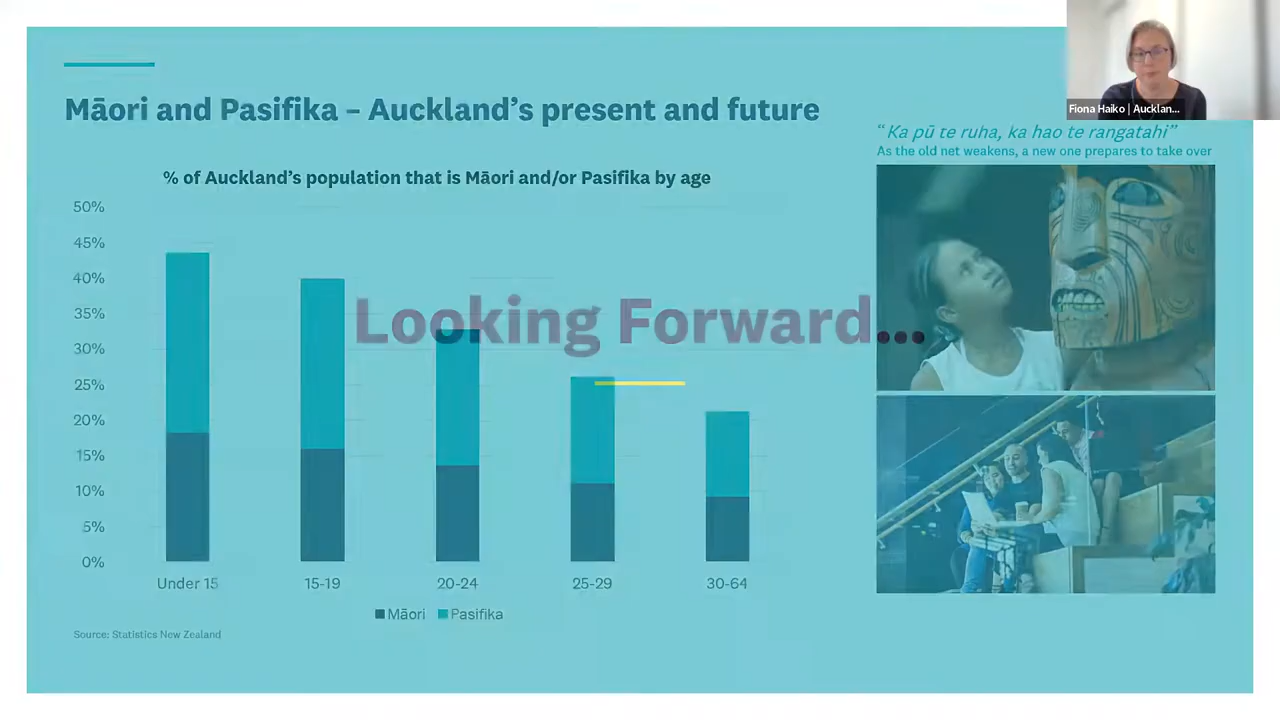 Māori and Pasifika – Auckland's present and future
Fiona Haiko | Aucklan...
"Ka pū te ruha, ka hao te rangatahi"
As the old net weakens, a new one prepares to take over
% of Auckland's population that is Māori and/or Pasifika by age
50%
45%
40%
35%
30%
25%
20%
15%
10%
5%
0%
Looking Forward...
Under 15
15-19
20-24
25-29
30-64
Māori
Pasifika
Source: Statistics New Zealand